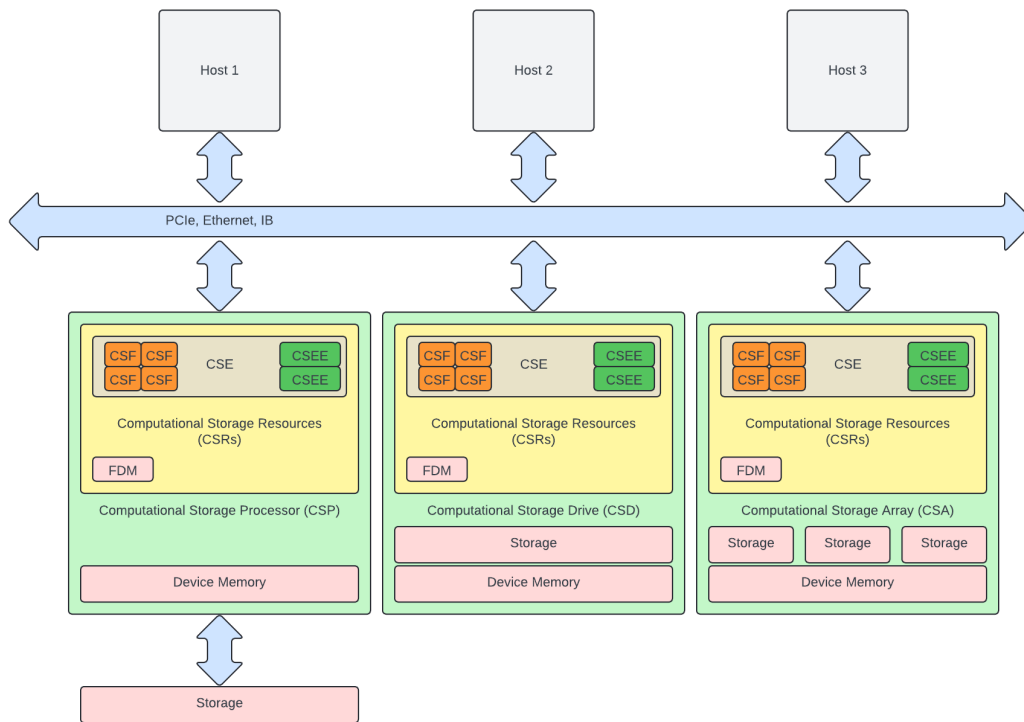 Host 1
Host 2
Host 3
PCIe, Ethernet, IB
CSF CSF
CSF CSF
CSE
CSEE
CSEE
Computational Storage Resources
(CSRs)
FDM
Computational Storage Processor (CSP)
Device Memory
Storage
CSF CSF
CSF CSF
CSE
CSEE
CSEE
Computational Storage Resources
(CSRs)
FDM
Computational Storage Drive (CSD)
Storage
Device Memory
CSF CSF
CSF CSF
CSE
CSEE
CSEE
Computational Storage Resources
(CSRs)
FDM
Computational Storage Array (CSA)
Storage
Storage
Storage
Device Memory